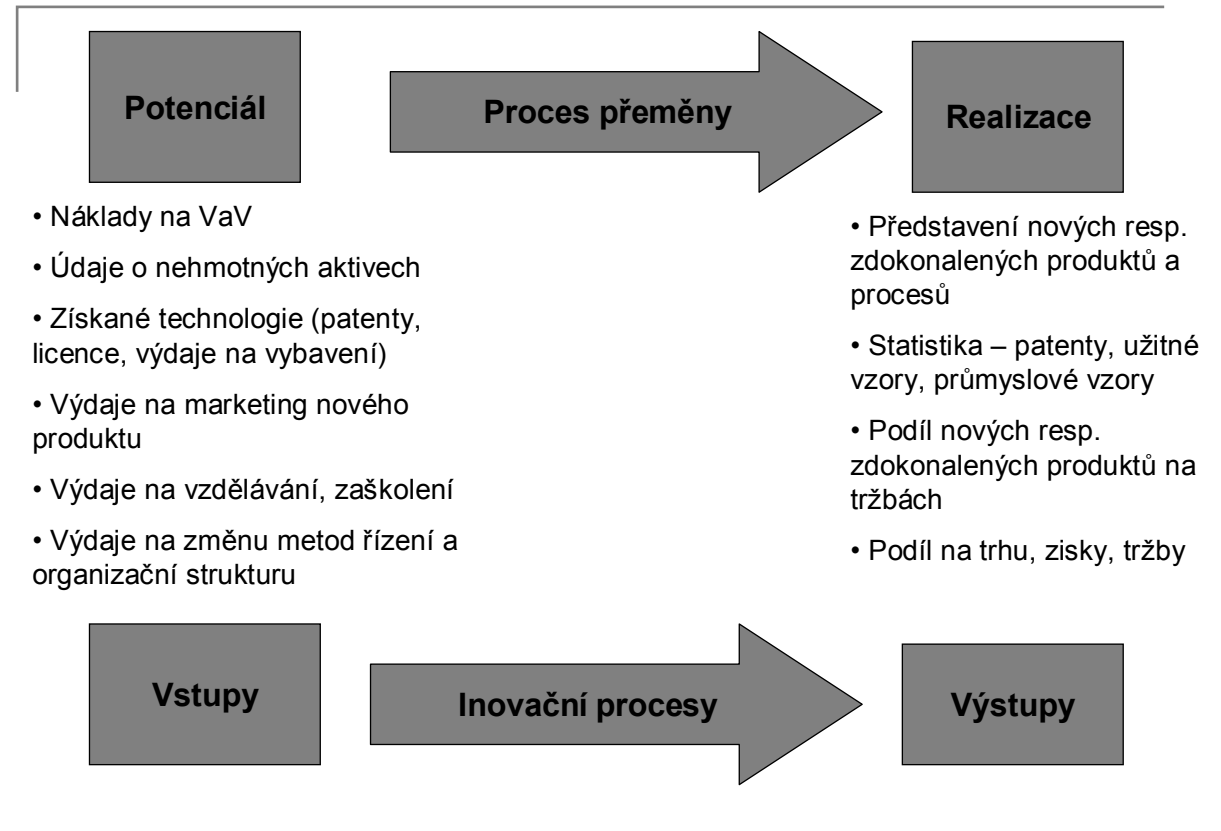 Potenciál
Proces přeměny
Realizace
• Náklady na VaV
• Údaje o nehmotných aktivech
• Získané technologie (patenty,
licence, výdaje na vybavení)
• Výdaje na marketing nového
produktu
• Výdaje na vzdělávání, zaškolení
• Výdaje na změnu metod řízení a
organizační strukturu
• Představení nových resp.
zdokonalených produktů a
procesů
• Statistika – patenty, užitné
vzory, průmyslové vzory
• Podíl nových resp.
zdokonalených produktů na
tržbách
• Podíl na trhu, zisky, tržby
Vstupy
Inovační procesy
Výstupy